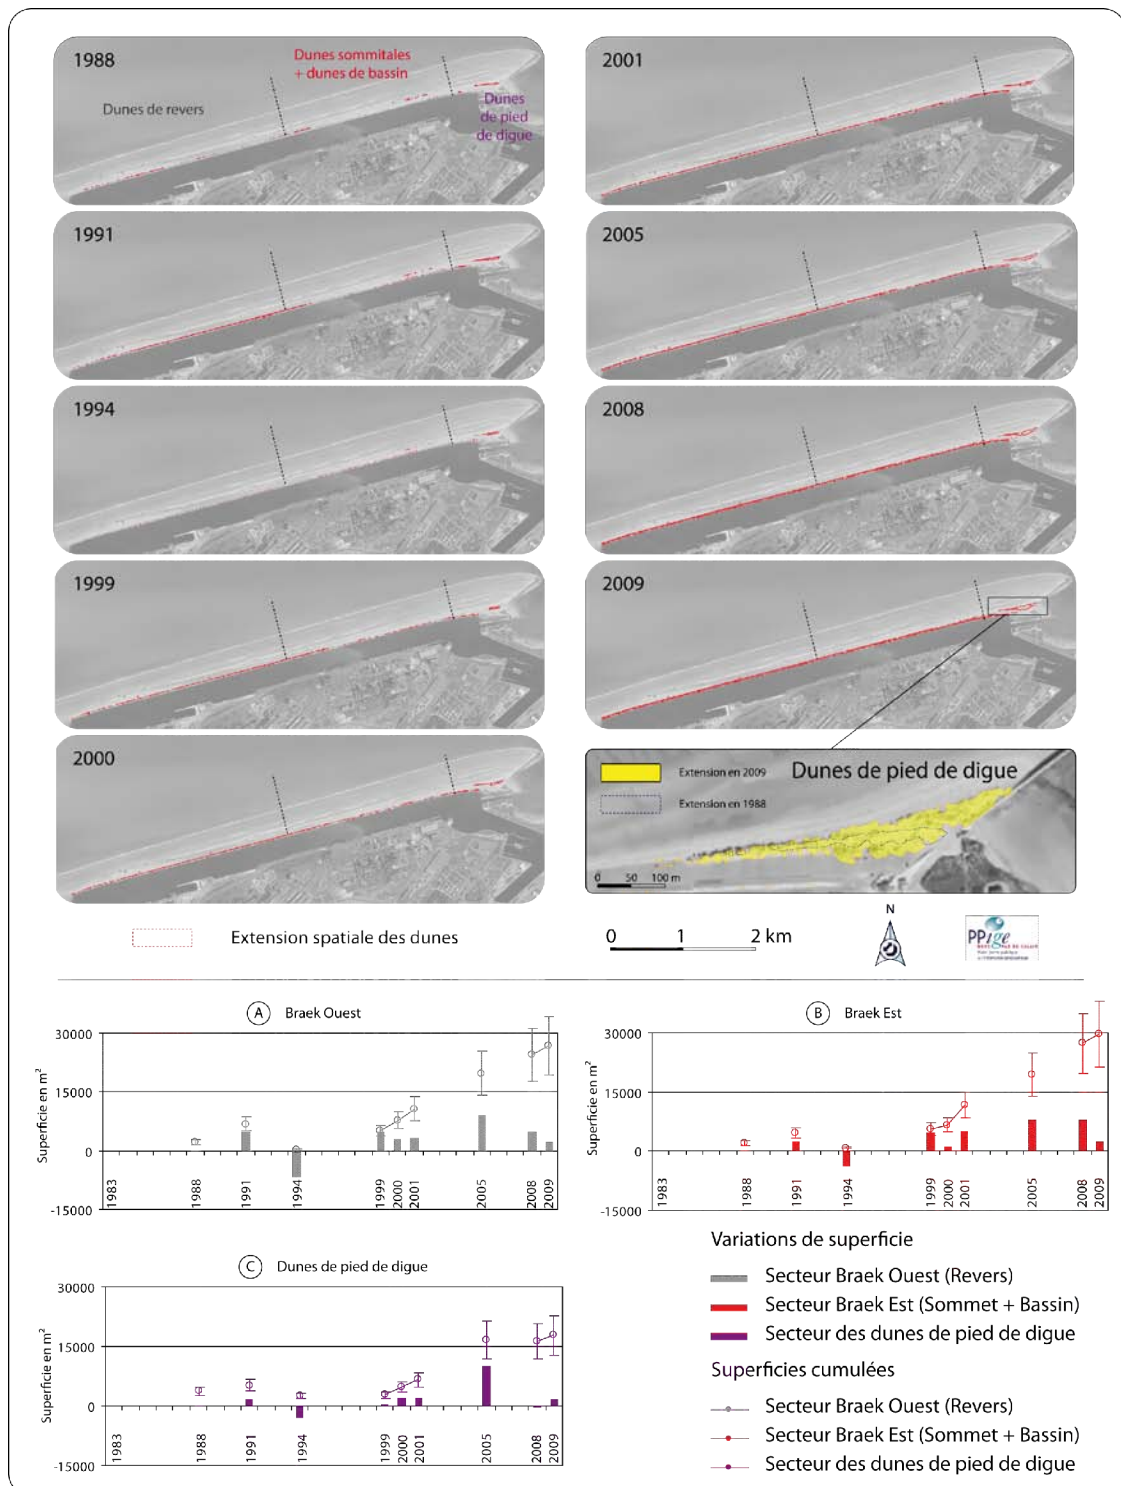 1988
Dunes sommitales
+ dunes de bassin
Dunes de revers
Dunes
de pied
de digue
1991
1994
1999
2000
2001
2005
2008
2009
Extension en 2009
Extension en 1988
Dunes de pied de digue
0 50 100 m
Extension spatiale des dunes
0 1 2 km
N
PPige
A Braek Ouest
Superficie en m²
30000
15000
0
-15000
1983
1988
1991
1994
1999
2000
2001
2005
2008
2009
B Braek Est
Superficie en m²
30000
15000
0
-15000
1983
1988
1991
1994
1999
2000
2001
2005
2008
2009
C Dunes de pied de digue
Superficie en m²
30000
15000
0
-15000
1983
1988
1991
1994
1999
2000
2001
2005
2008
2009
Variations de superficie
Secteur Braek Ouest (Revers)
Secteur Braek Est (Sommet + Bassin)
Secteur des dunes de pied de digue
Superficies cumulées
Secteur Braek Ouest (Revers)
Secteur Braek Est (Sommet + Bassin)
Secteur des dunes de pied de digue